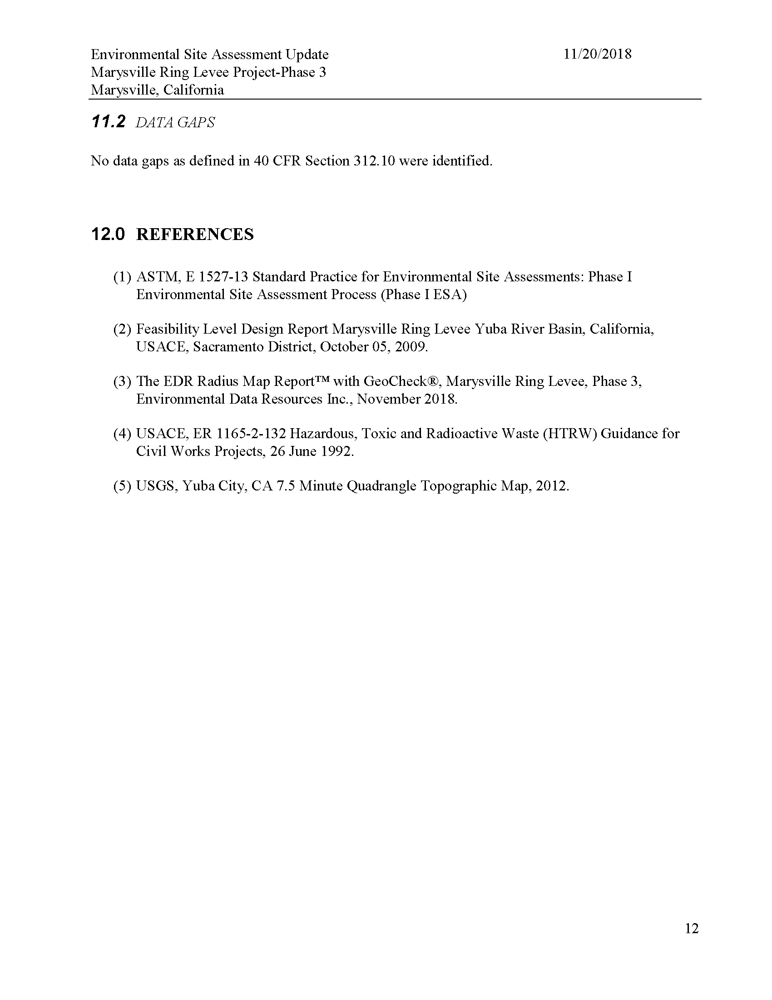 Environmental Site Assessment Update 11/20/2018
Marysville Ring Levee Project-Phase 3
Marysville, California
11.2 DATA GAPS
No data gaps as defined in 40 CFR Section 312.10 were identified.
12.0 REFERENCES
(1) ASTM, E 1527-13 Standard Practice for Environmental Site Assessments: Phase I
Environmental Site Assessment Process (Phase I ESA)
(2) Feasibility Level Design Report Marysville Ring Levee Yuba River Basin, California,
USACE, Sacramento District, October 05, 2009.
(3) The EDR Radius Map Report™ with GeoCheck®, Marysville Ring Levee, Phase 3,
Environmental Data Resources Inc., November 2018.
(4) USACE, ER 1165-2-132 Hazardous, Toxic and Radioactive Waste (HTRW) Guidance for
Civil Works Projects, 26 June 1992.
(5) USGS, Yuba City, CA 7.5 Minute Quadrangle Topographic Map, 2012.
12